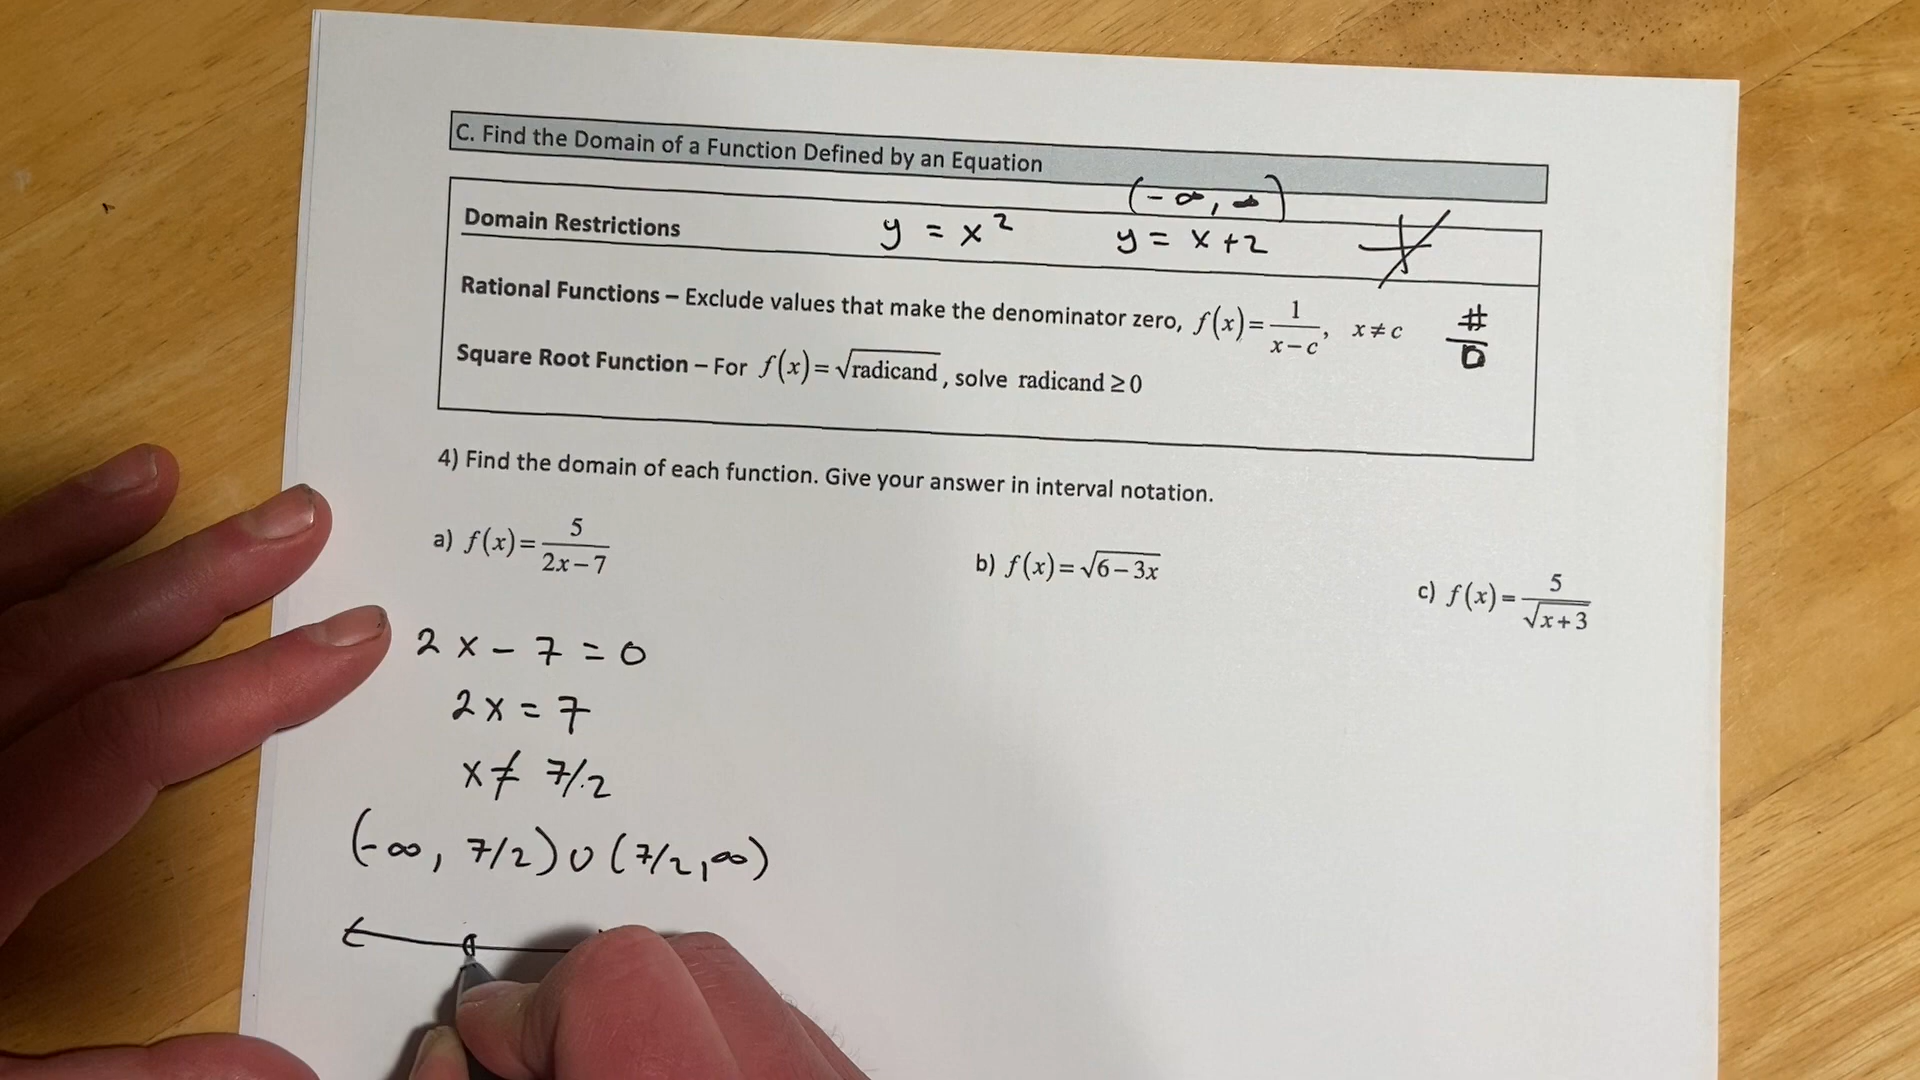 C. Find the Domain of a Function Defined by an Equation
(-∞, ∞)
Domain Restrictions y = x² y = x+2
Rational Functions – Exclude values that make the denominator zero, f(x)=1/(x−c), x≠c #/0
Square Root Function – For f(x)=√radicand, solve radicand ≥ 0
4) Find the domain of each function. Give your answer in interval notation.
a) f(x)=5/(2x−7) b) f(x)=√(6−3x) c) f(x)=5/√(x+3)
2x - 7 = 0
2x = 7
x ≠ 7/2
(-∞, 7/2) ∪ (7/2, ∞)